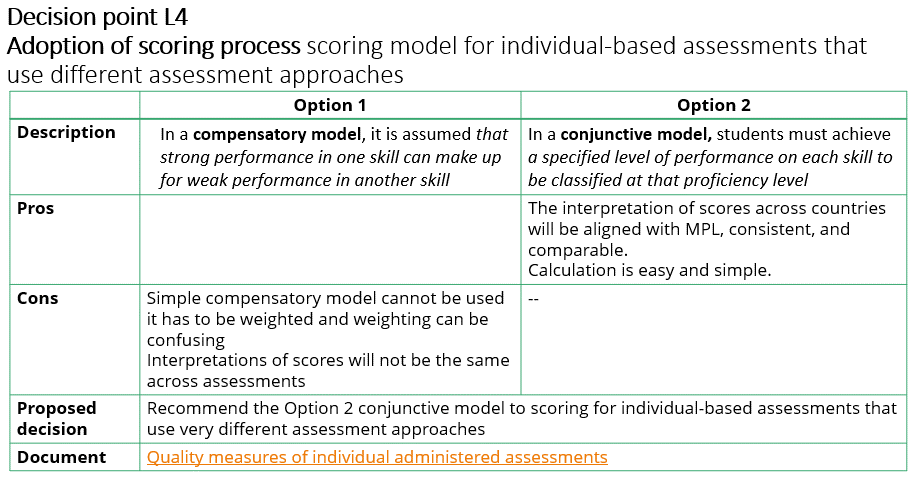 Decision point L4
Adoption of scoring process scoring model for individual-based assessments that
use different assessment approaches
Option 1
Option 2
Description
In a compensatory model, it is assumed that
strong performance in one skill can make up
for weak performance in another skill
In a conjunctive model, students must achieve
a specified level of performance on each skill to
be classified at that proficiency level
Pros
The interpretation of scores across countries
will be aligned with MPL, consistent, and
comparable.
Calculation is easy and simple.
Cons
Simple compensatory model cannot be used
it has to be weighted and weighting can be
confusing
Interpretations of scores will not be the same
across assessments
--
Proposed
decision
Recommend the Option 2 conjunctive model to scoring for individual-based assessments that
use very different assessment approaches
Document
Quality measures of individual administered assessments